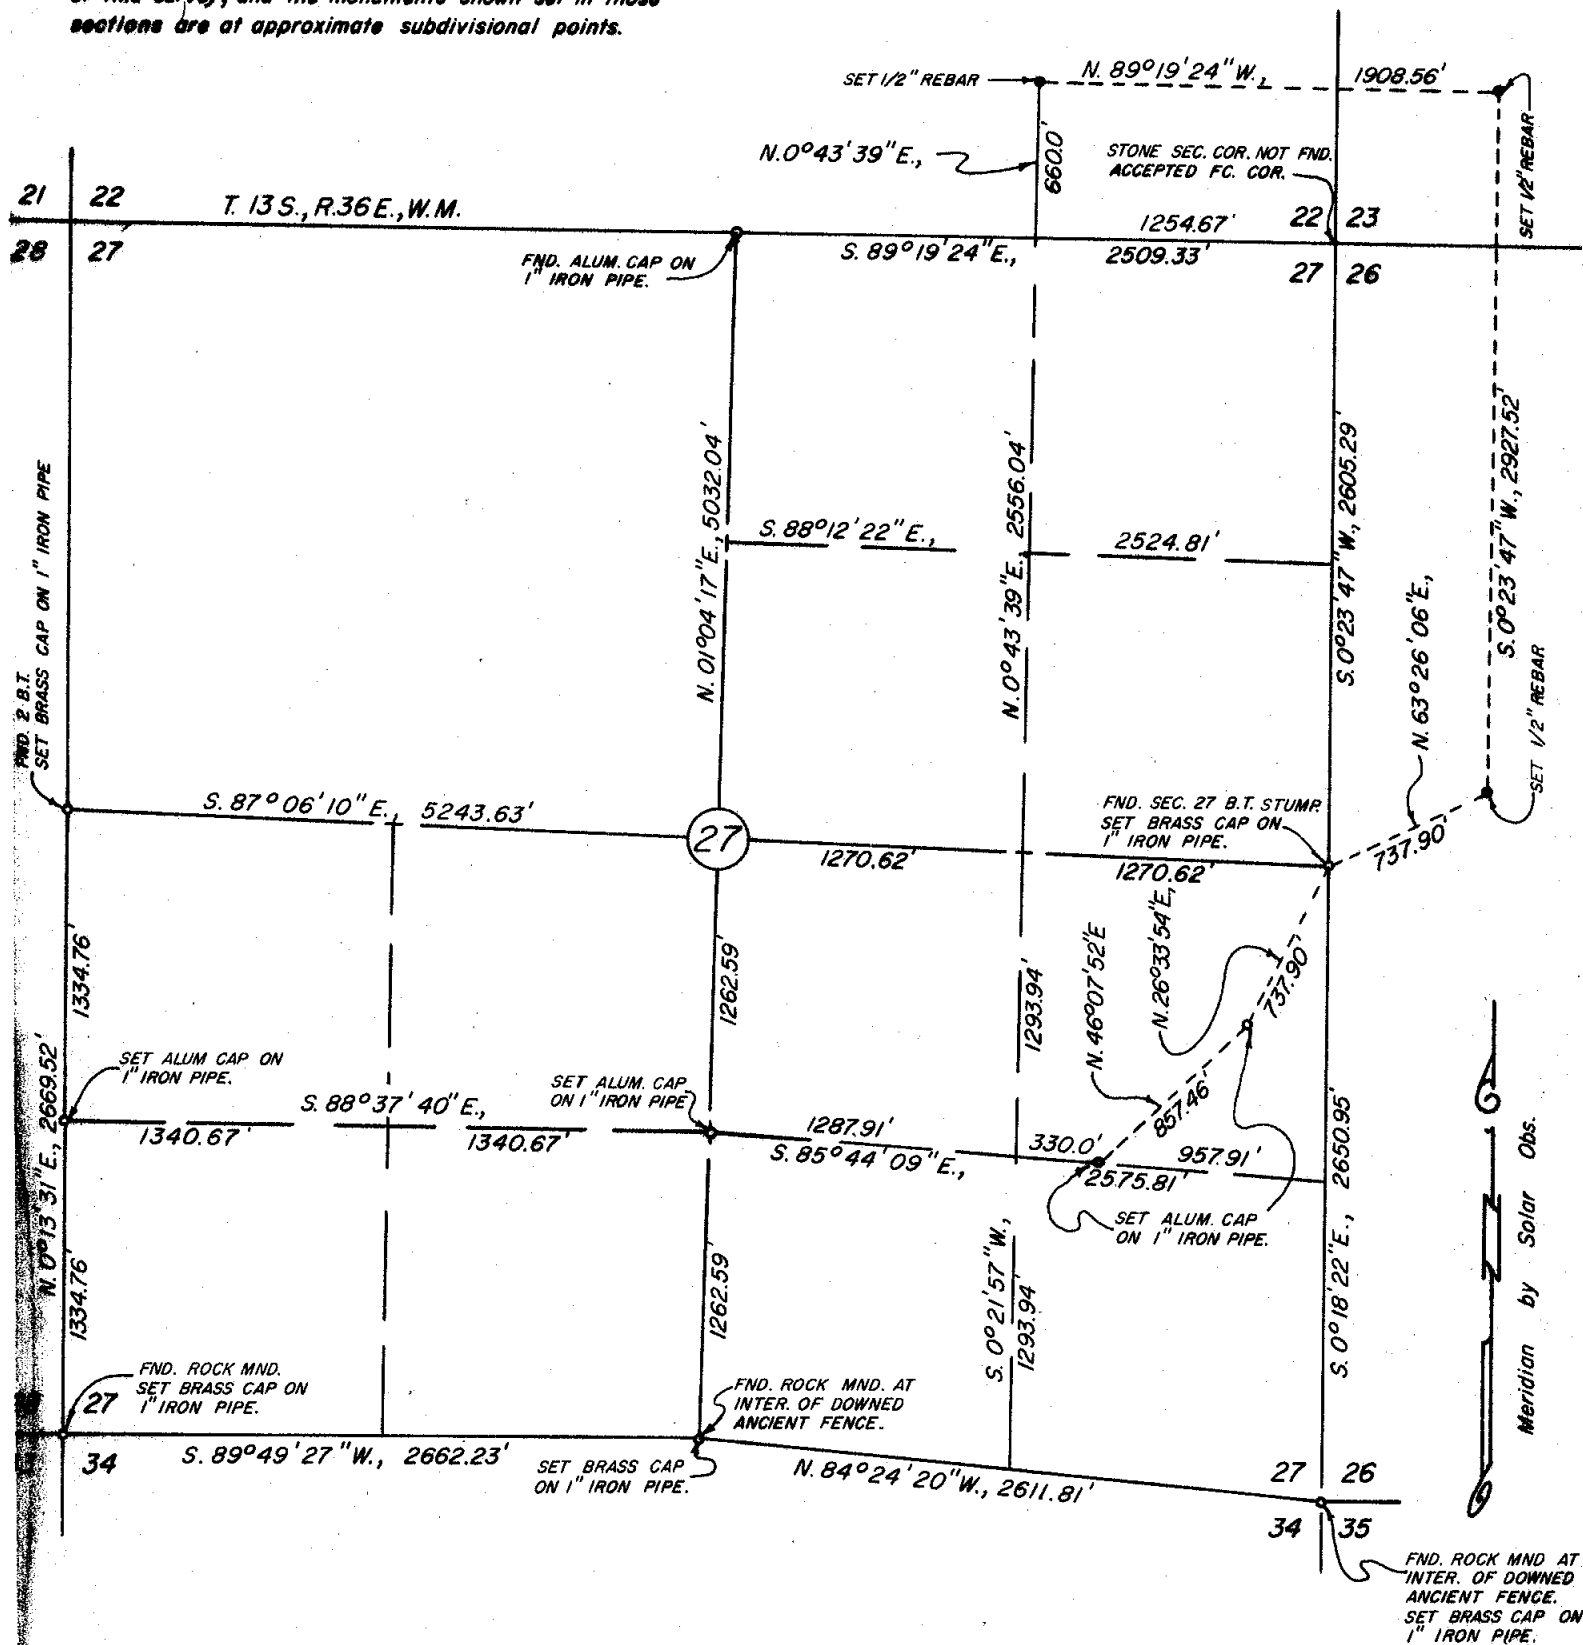 sections are at approximate subdivisional points.
SET 1/2" REBAR
N. 89°19'24"W.,
1908.56'
SET 1/2" REBAR
N. 0°43'39"E.,
660.0'
STONE SEC. COR. NOT FND.
ACCEPTED FC. COR.
21 22
T. 13 S., R. 36 E., W.M.
1254.67'
22 23
28 27
FND. ALUM. CAP ON
1" IRON PIPE.
S. 89°19'24"E.,
2509.33'
27 26
FND. 2 B.T.
SET BRASS CAP ON 1" IRON PIPE
N. 01°04'17"E., 5032.04'
S. 88°12'22"E.,
2524.81'
N. 0°43'39"E., 2556.04'
S. 0°23'47"W., 2605.29'
S. 0°23'47"W., 2927.52'
N. 63°26'06"E.,
SET 1/2" REBAR
S. 87°06'10"E., 5243.63'
27
1270.62'
FND. SEC. 27 B.T. STUMP.
SET BRASS CAP ON
1" IRON PIPE.
1270.62'
737.90'
1334.76'
1262.59'
1293.94'
N. 46°07'52"E
N. 26°33'54"E,
737.90'
N. 0°13'31"E., 2669.52'
SET ALUM CAP ON
1" IRON PIPE.
S. 88°37'40"E.,
1340.67'
1340.67'
SET ALUM. CAP
ON 1" IRON PIPE
1287.91'
S. 85°44'09"E.,
330.0'
857.46'
957.91'
2575.81'
SET ALUM. CAP
ON 1" IRON PIPE.
S. 0°18'22"E., 2650.95'
Meridian by Solar Obs.
1334.76'
1262.59'
S. 0°21'57"W.,
1293.94'
FND. ROCK MND.
SET BRASS CAP ON
1" IRON PIPE.
27
34
S. 89°49'27"W., 2662.23'
FND. ROCK MND. AT
INTER. OF DOWNED
ANCIENT FENCE.
SET BRASS CAP
ON 1" IRON PIPE.
N. 84°24'20"W., 2611.81'
27 26
34 35
FND. ROCK MND AT
INTER. OF DOWNED
ANCIENT FENCE.
SET BRASS CAP ON
1" IRON PIPE.